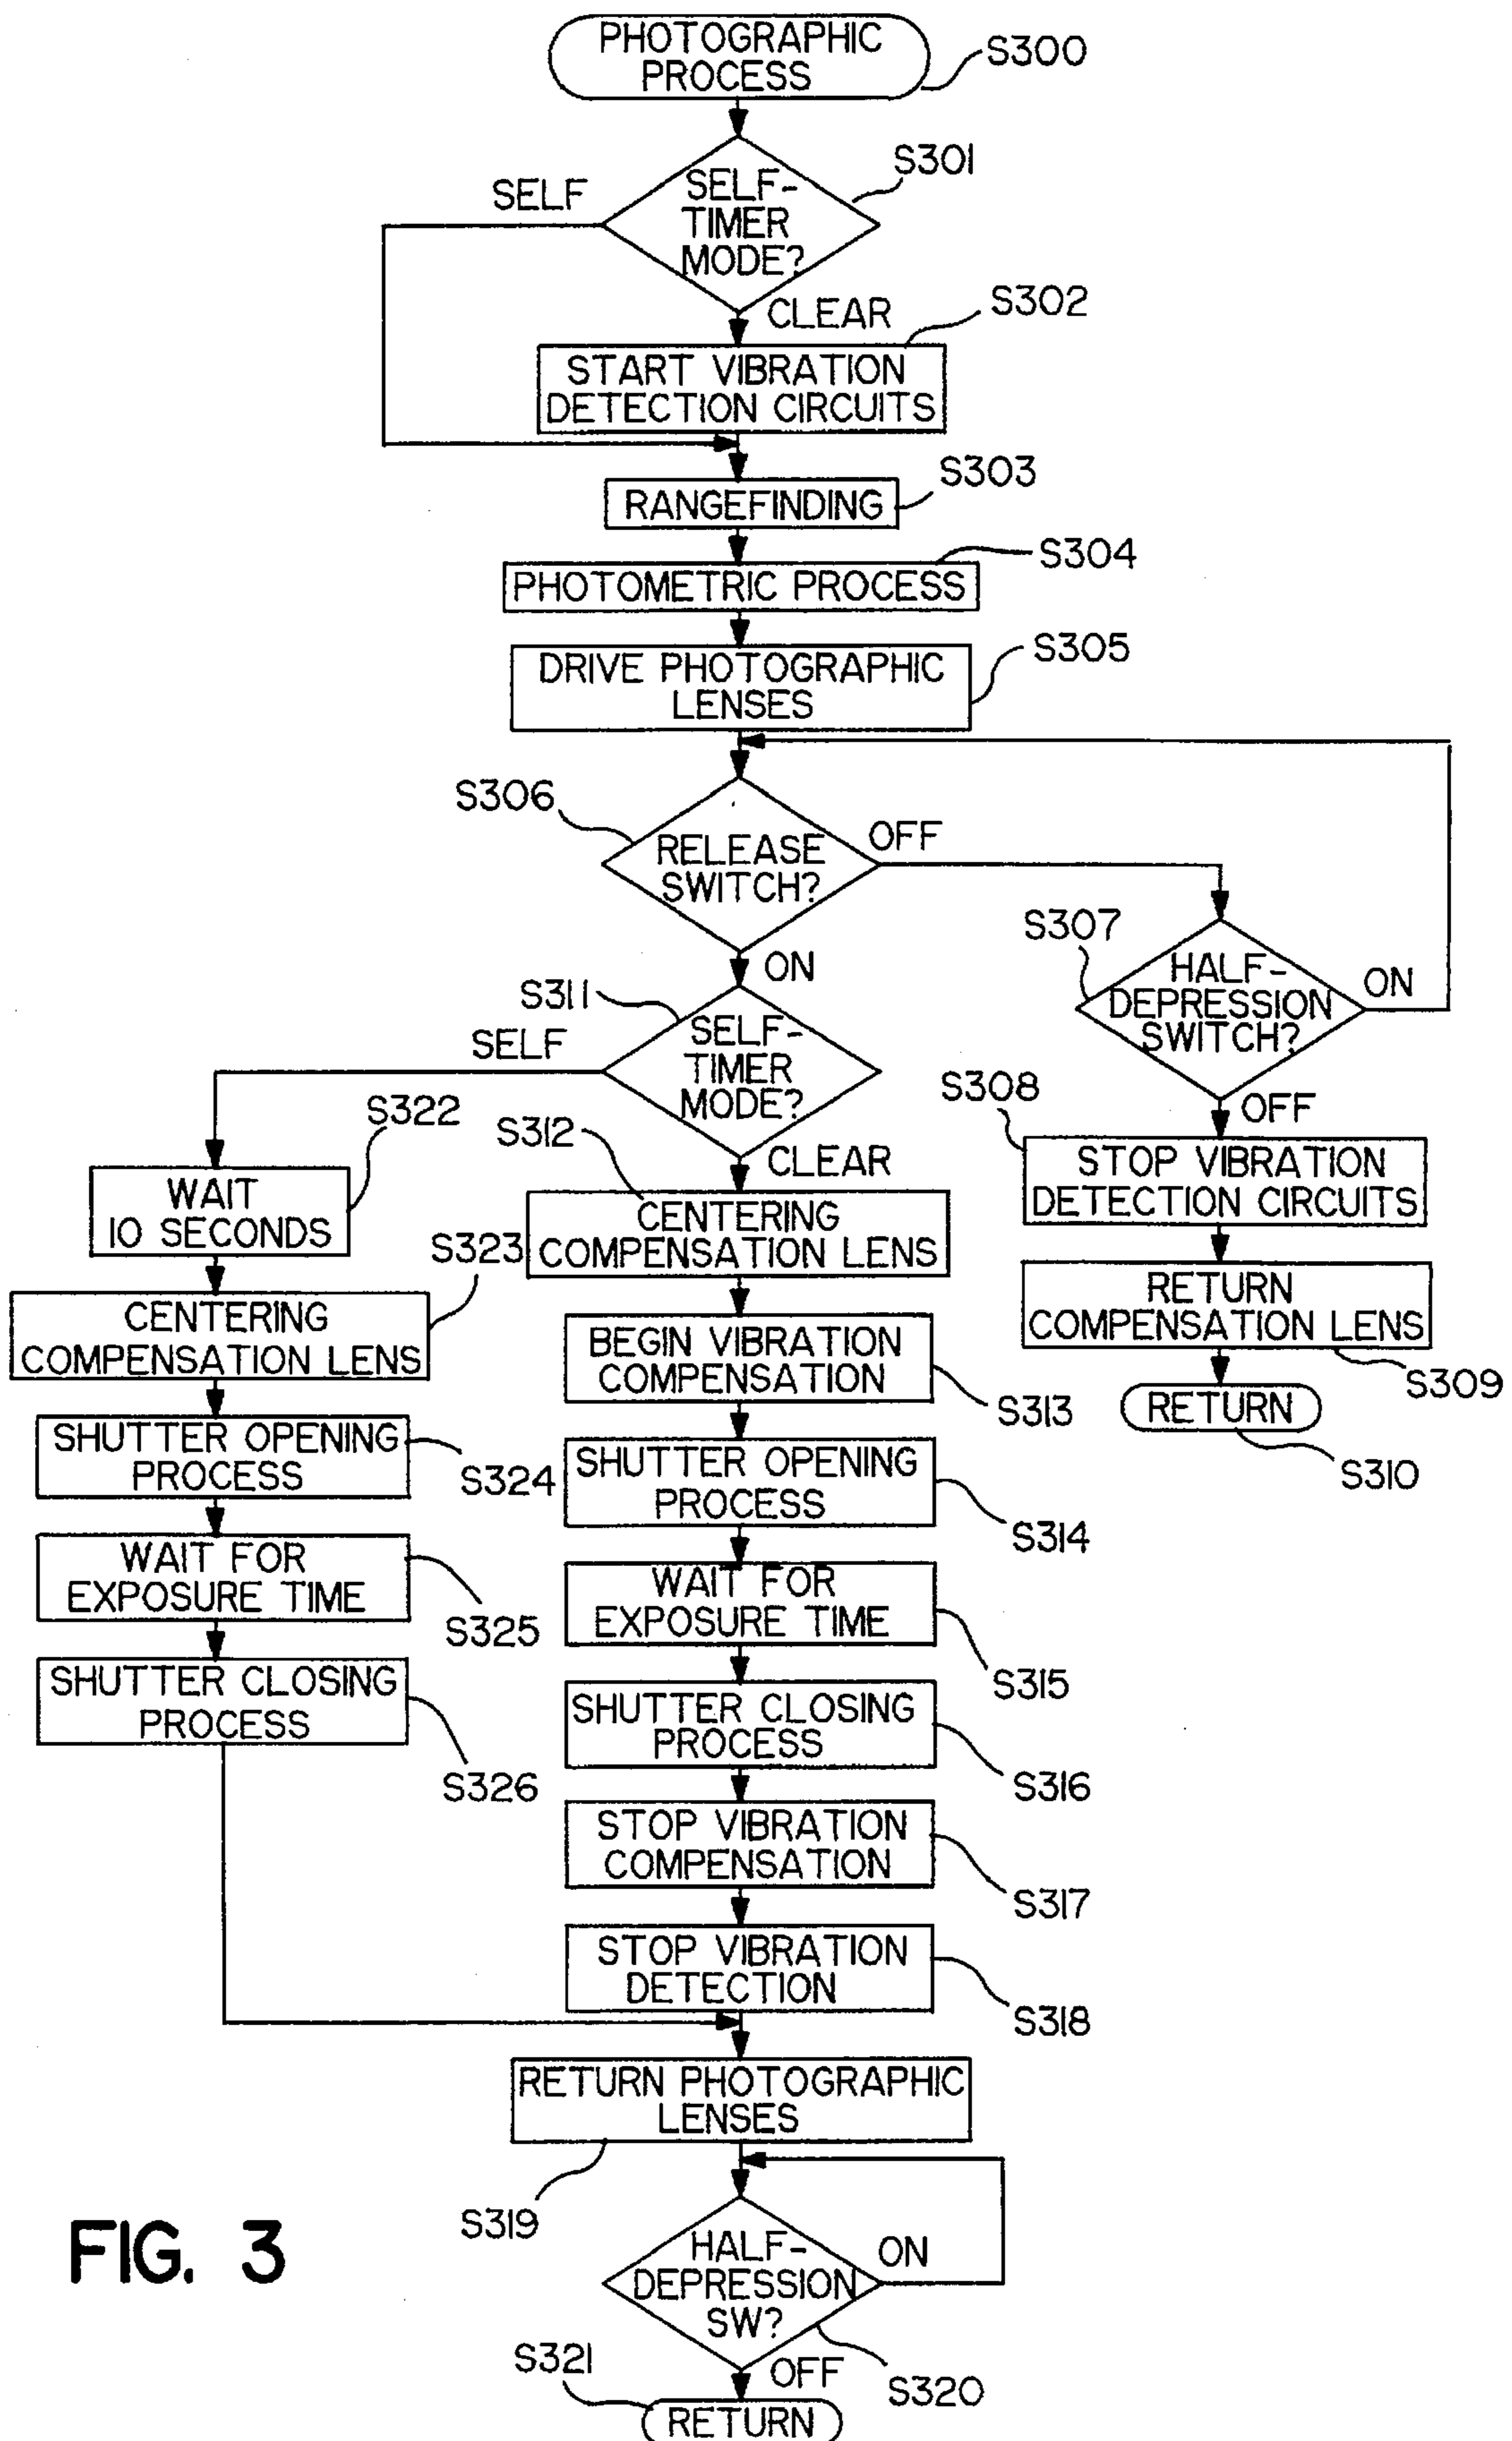 PHOTOGRAPHIC
PROCESS
S300
S301
SELF
SELF-
TIMER
MODE?
CLEAR
S302
START VIBRATION
DETECTION CIRCUITS
S303
RANGEFINDING
S304
PHOTOMETRIC PROCESS
S305
DRIVE PHOTOGRAPHIC
LENSES
S306
RELEASE
SWITCH?
OFF
ON
S307
HALF-
DEPRESSION
SWITCH?
ON
OFF
S308
STOP VIBRATION
DETECTION CIRCUITS
RETURN
COMPENSATION LENS
S309
RETURN
S310
S311
SELF
SELF-
TIMER
MODE?
CLEAR
S322
WAIT
10 SECONDS
S323
CENTERING
COMPENSATION LENS
SHUTTER OPENING
PROCESS
S324
WAIT FOR
EXPOSURE TIME
S325
SHUTTER CLOSING
PROCESS
S326
S312
CENTERING
COMPENSATION LENS
BEGIN VIBRATION
COMPENSATION
S313
SHUTTER OPENING
PROCESS
S314
WAIT FOR
EXPOSURE TIME
S315
SHUTTER CLOSING
PROCESS
S316
STOP VIBRATION
COMPENSATION
S317
STOP VIBRATION
DETECTION
S318
RETURN PHOTOGRAPHIC
LENSES
S319
HALF-
DEPRESSION
SW?
ON
S320
OFF
S321
RETURN
FIG. 3